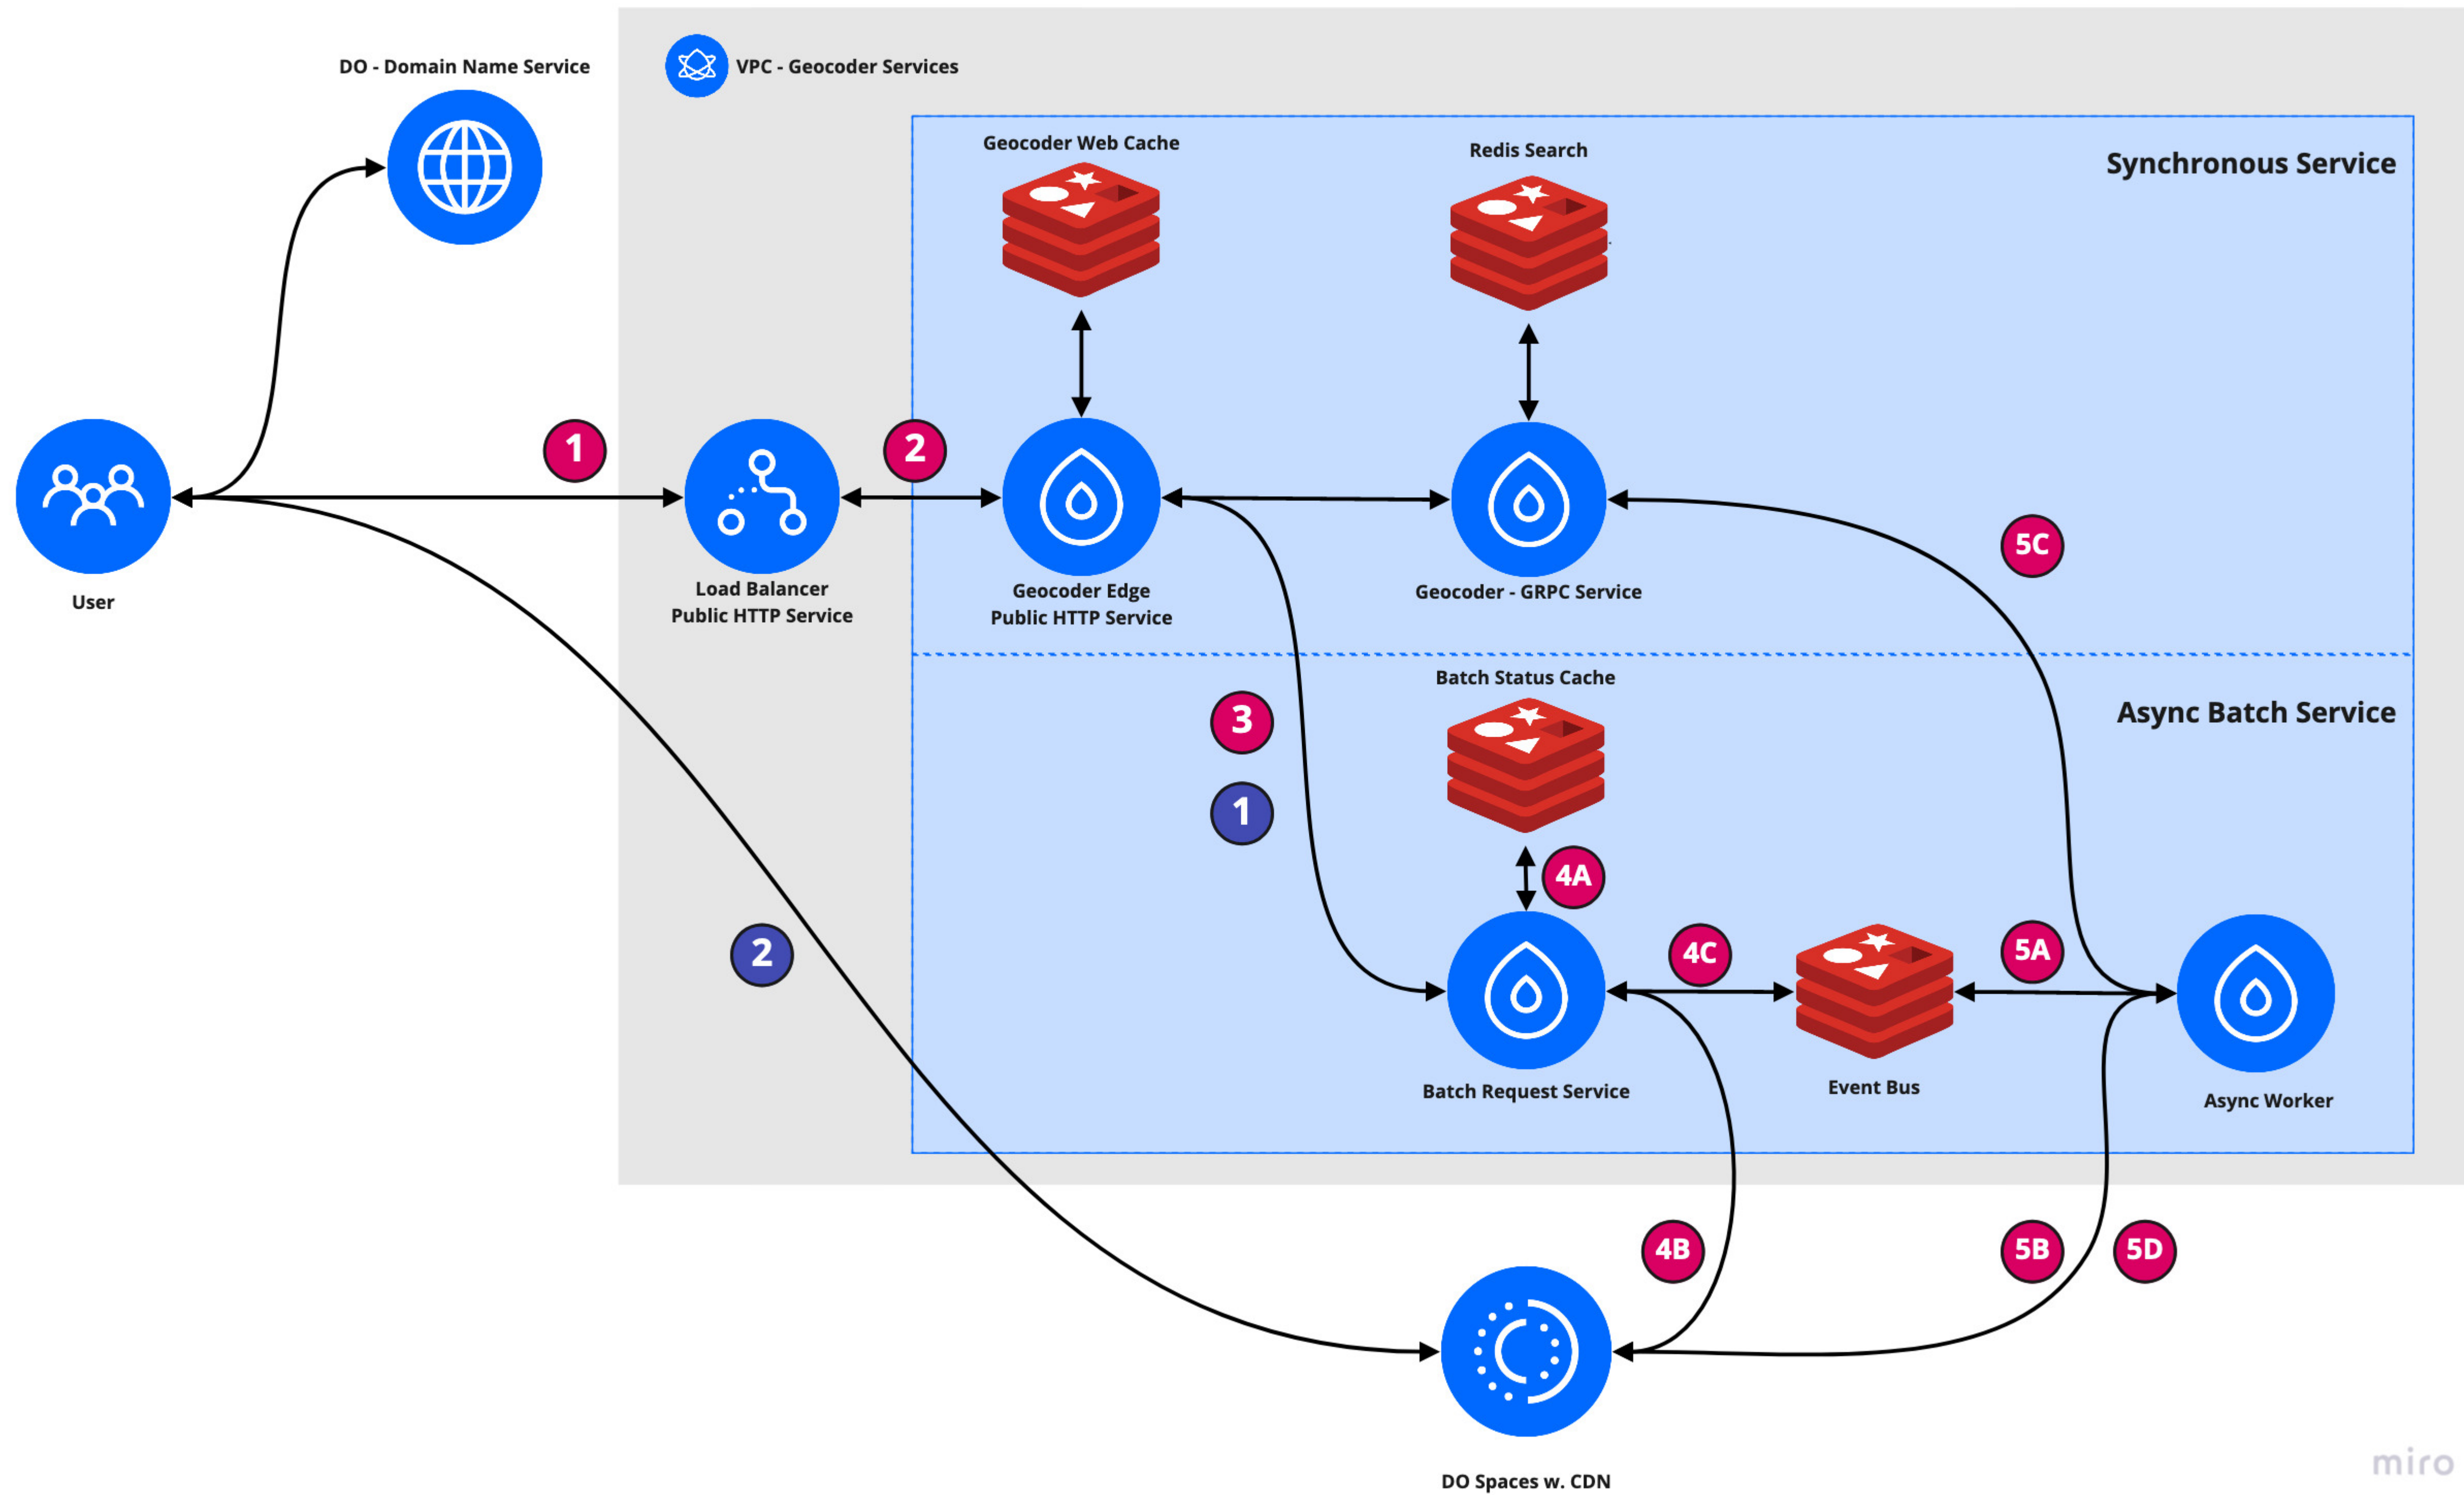 DO - Domain Name Service
VPC - Geocoder Services
Geocoder Web Cache
Redis Search
Synchronous Service
1
2
5C
User
Load Balancer
Public HTTP Service
Geocoder Edge
Public HTTP Service
Geocoder - GRPC Service
Batch Status Cache
Async Batch Service
3
1
4A
2
4C
5A
Batch Request Service
Event Bus
Async Worker
4B
5B
5D
DO Spaces w. CDN
miro